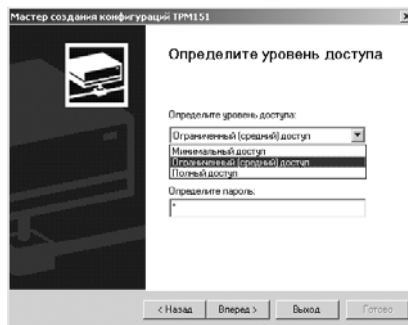 Мастер создания конфигураций ТРМ151
Определите уровень доступа
Определите уровень доступа:
Ограниченный (средний) доступ
Минимальный доступ
Ограниченный (средний) доступ
Полный доступ
Определите пароль:
*
< Назад Вперед > Выход Готово